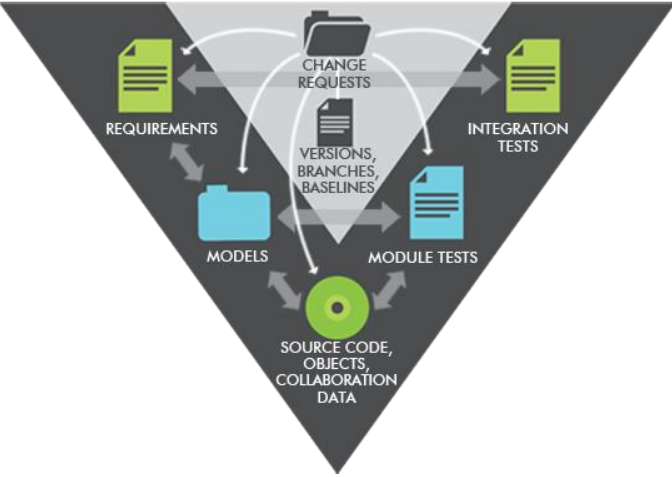 CHANGE
REQUESTS
REQUIREMENTS
INTEGRATION
TESTS
VERSIONS,
BRANCHES,
BASELINES
MODELS
MODULE TESTS
SOURCE CODE,
OBJECTS,
COLLABORATION
DATA